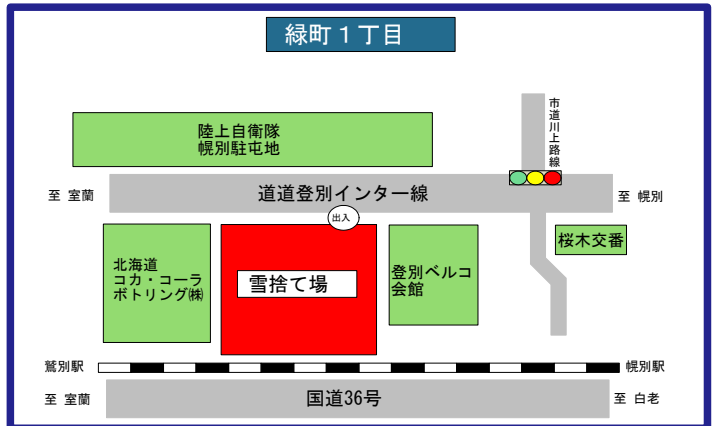 緑町１丁目
市道川上路線
陸上自衛隊
幌別駐屯地
至 室蘭
道道登別インター線
至 幌別
出入
北海道
コカ・コーラ
ボトリング㈱
雪捨て場
登別ベルコ
会館
桜木交番
鷲別駅
幌別駅
至 室蘭
国道36号
至 白老